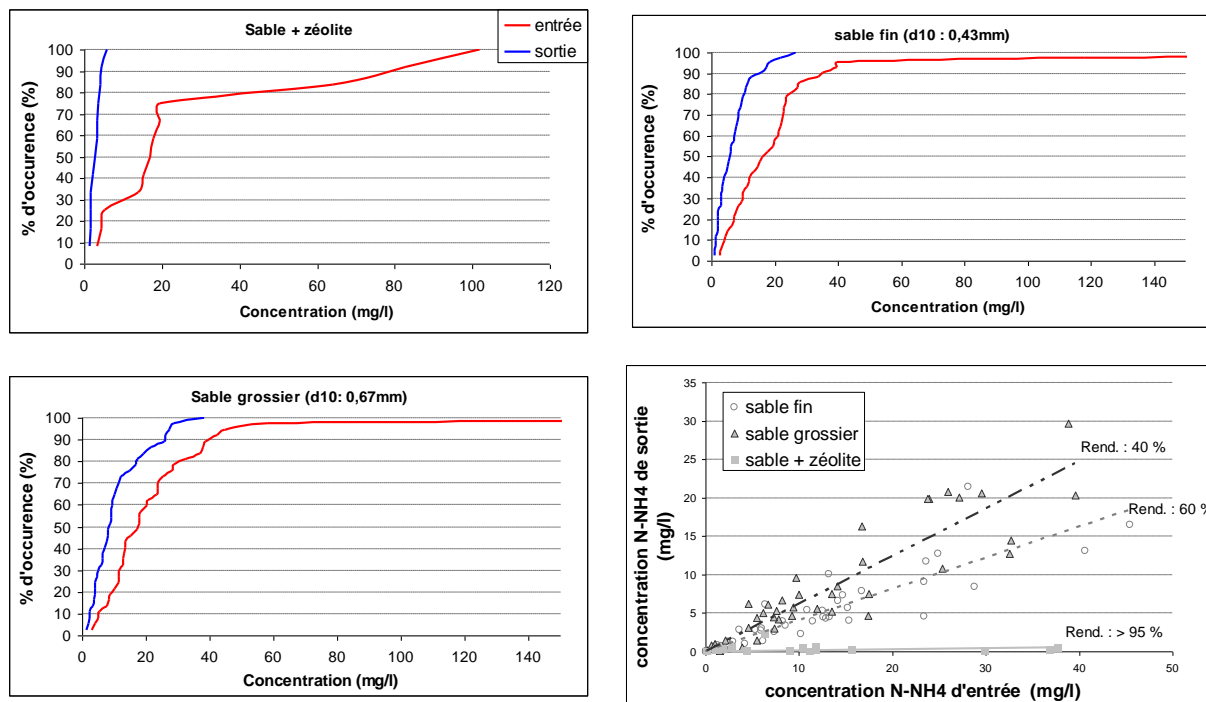 Sable + zéolite
entrée
sortie
100
90
80
70
60
50
40
30
20
10
0
% d'occurence (%)
0 20 40 60 80 100 120
Concentration (mg/l)
sable fin (d10 : 0,43mm)
100
90
80
70
60
50
40
30
20
10
0
% d'occurence (%)
0 20 40 60 80 100 120 140
Concentration (mg/l)
Sable grossier (d10: 0,67mm)
100
90
80
70
60
50
40
30
20
10
0
% d'occurence (%)
0 20 40 60 80 100 120 140
Concentration (mg/l)
35
30
25
20
15
10
5
0
concentration N-NH4 de sortie
(mg/l)
sable fin
sable grossier
sable + zéolite
Rend. : 40 %
Rend. : 60 %
Rend. : > 95 %
0 10 20 30 40 50
concentration N-NH4 d'entrée (mg/l)